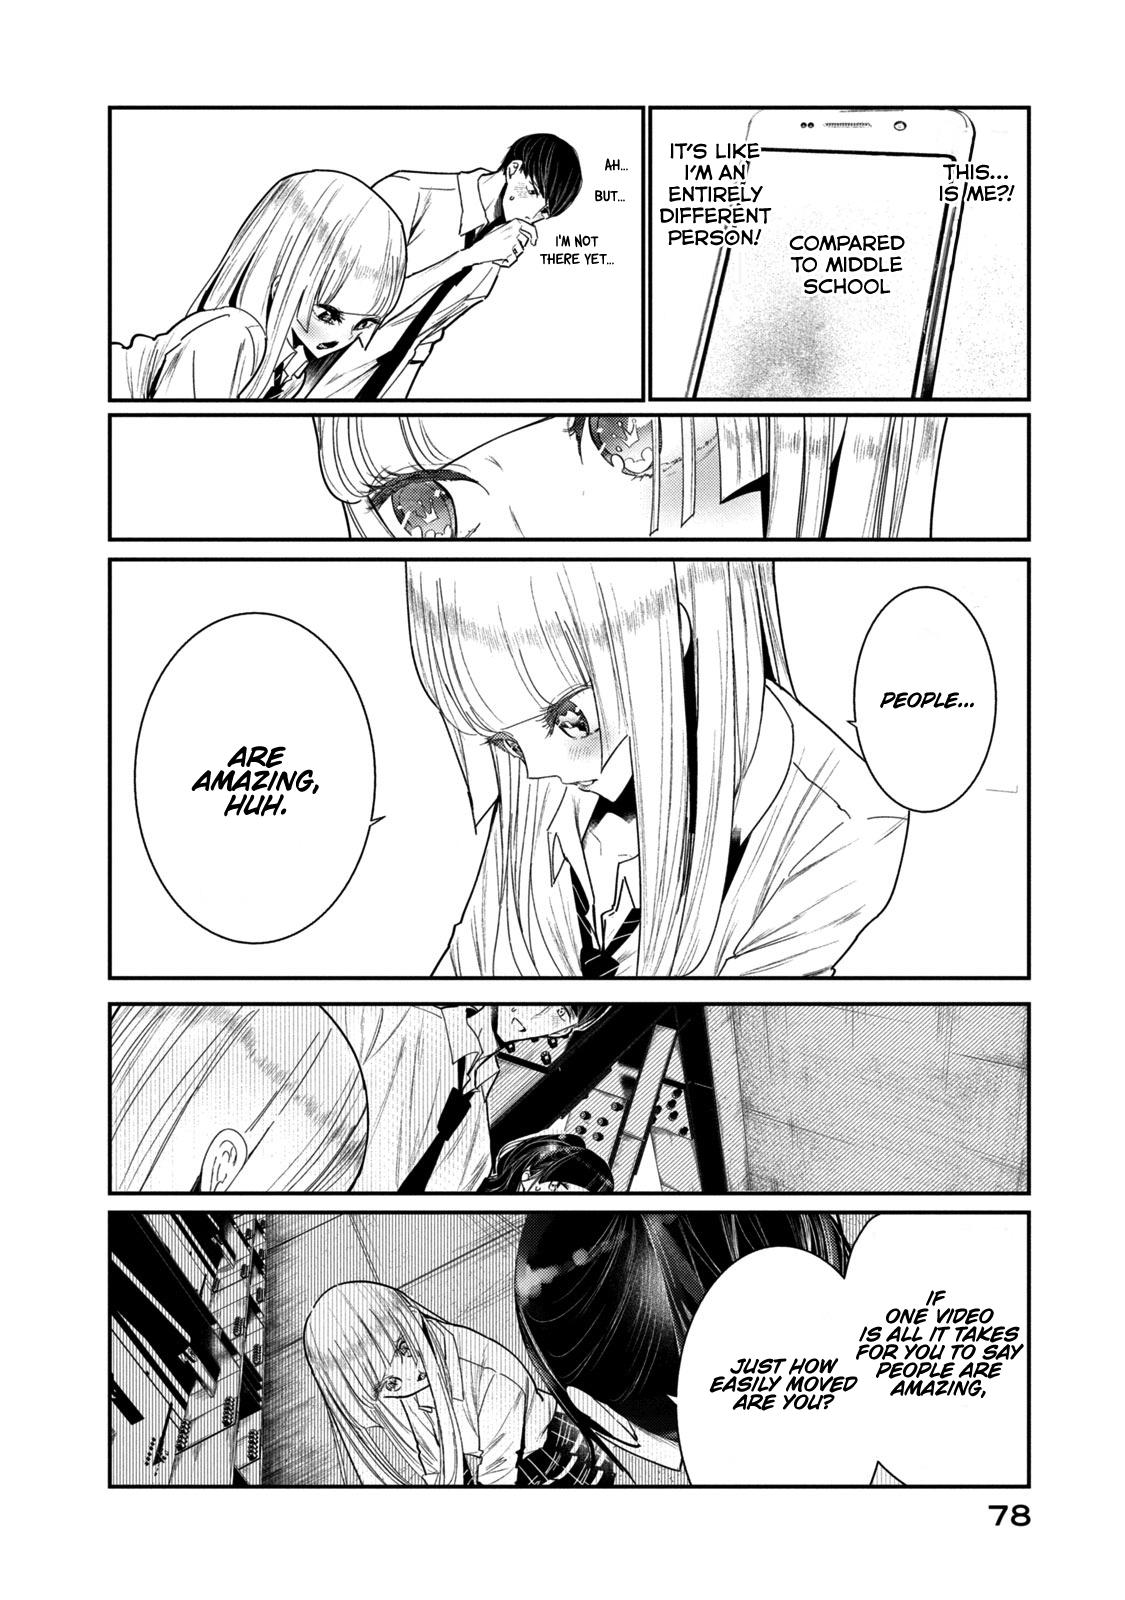 THIS...
IS ME?!
COMPARED
TO MIDDLE
SCHOOL
IT'S LIKE
I'M AN
ENTIRELY
DIFFERENT
PERSON!
AH...
BUT...
I'M NOT
THERE YET...
PEOPLE...
ARE
AMAZING,
HUH.
IF
ONE VIDEO
IS ALL IT TAKES
FOR YOU TO SAY
PEOPLE ARE
AMAZING,
JUST HOW
EASILY MOVED
ARE YOU?
78